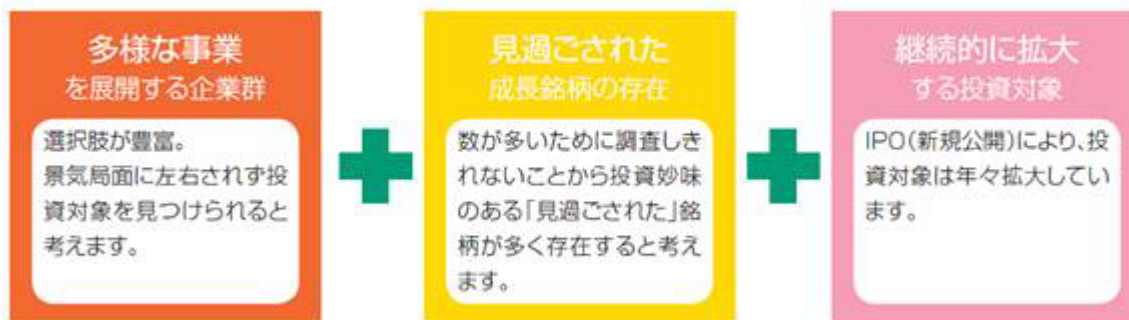 多様な事業
を展開する企業群
選択肢が豊富。
景気局面に左右されず投
資対象を見つけられると
考えます。
見過ごされた
成長銘柄の存在
数が多いために調査しき
れないことから投資妙味
のある「見過ごされた」銘
柄が多く存在すると考え
ます。
継続的に拡大
する投資対象
IPO(新規公開)により、投
資対象は年々拡大してい
ます。